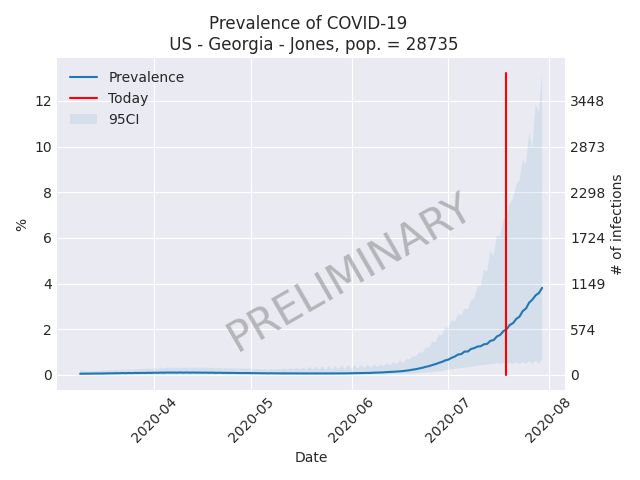 Prevalence of COVID-19
US - Georgia - Jones, pop. = 28735
Prevalence
Today
95CI
12
10
8
6
4
2
0
%
3448
2873
2298
1724
1149
574
0
# of infections
PRELIMINARY
2020-04
2020-05
2020-06
2020-07
2020-08
Date